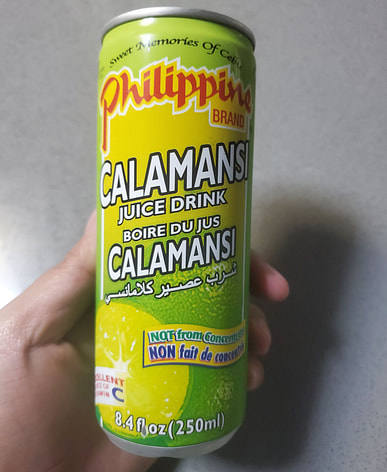 Sweet Memories Of Cebu
Philippine
BRAND
CALAMANSI
JUICE DRINK
BOIRE DU JUS
CALAMANSI
شراب عصير كلامانسي
NOT from Concentrate
NON fait de concentré
8.4 fl oz (250ml)